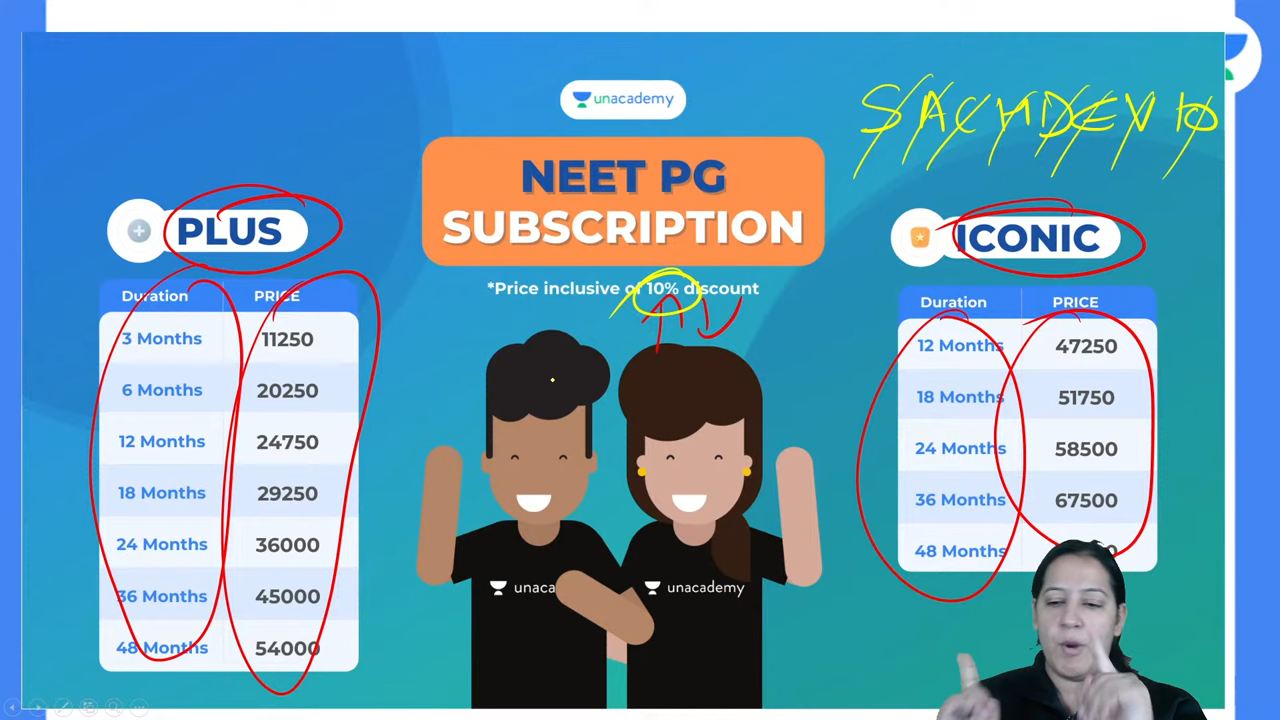 unacademy
SACHDEV10
NEET PG
SUBSCRIPTION
*Price inclusive of 10% discount
PLUS
Duration PRICE
3 Months 11250
6 Months 20250
12 Months 24750
18 Months 29250
24 Months 36000
36 Months 45000
48 Months 54000
ICONIC
Duration PRICE
12 Months 47250
18 Months 51750
24 Months 58500
36 Months 67500
48 Months
unaca
unacademy